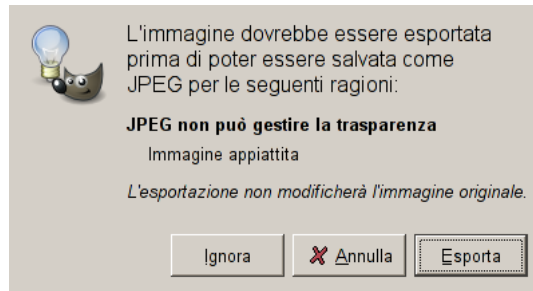 L'immagine dovrebbe essere esportata
prima di poter essere salvata come
JPEG per le seguenti ragioni:
JPEG non può gestire la trasparenza
Immagine appiattita
L'esportazione non modificherà l'immagine originale.
Ignora
Annulla
Esporta